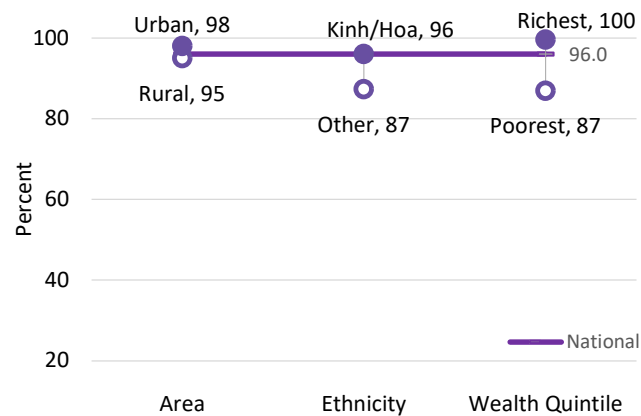 Urban, 98
Kinh/Hoa, 96
Richest, 100
100
96.0
Rural, 95
Other, 87
Poorest, 87
80
Percent
60
40
National
20
Area
Ethnicity
Wealth Quintile